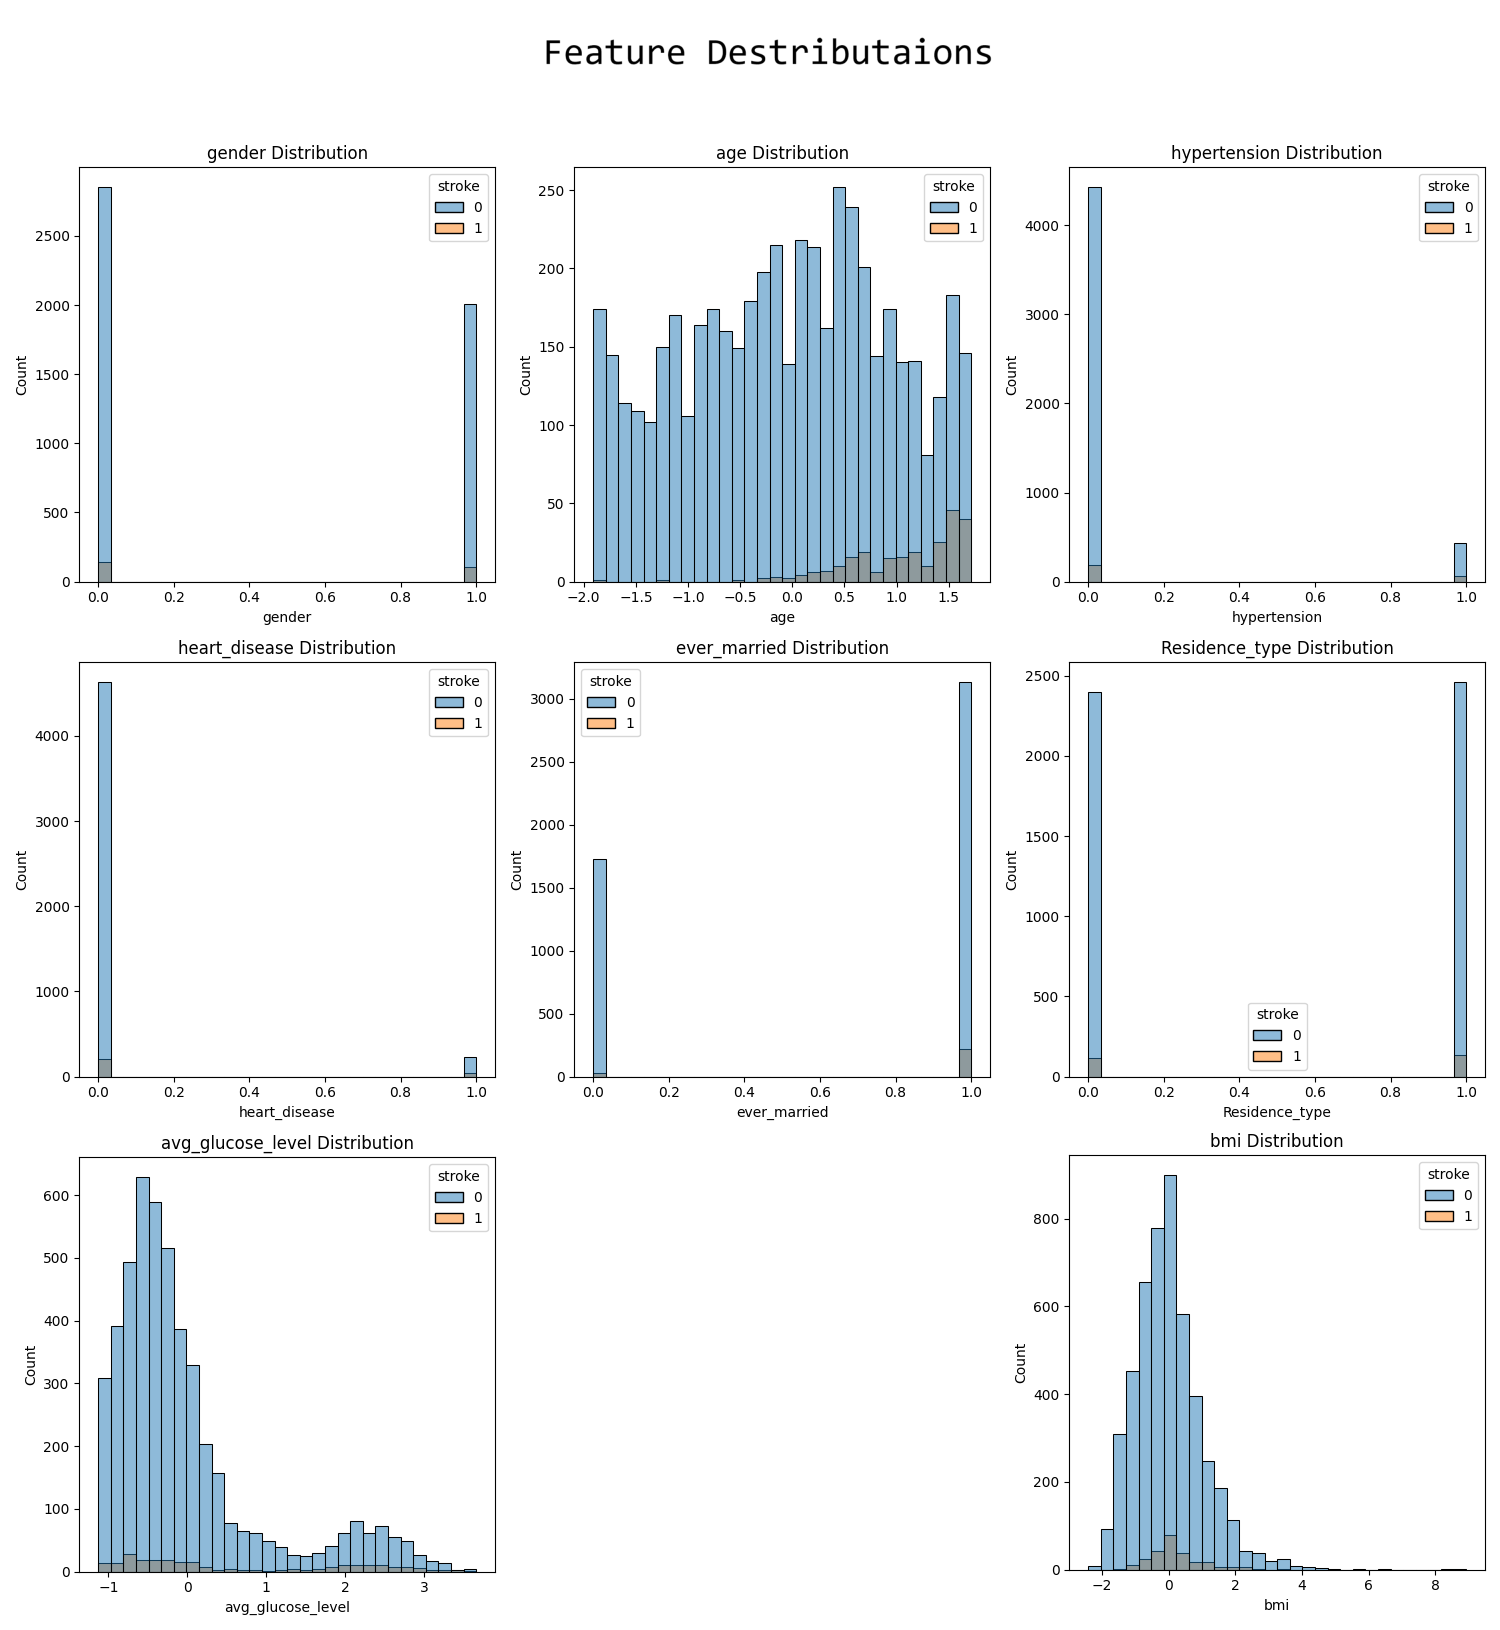 Feature Destributaions
gender Distribution
stroke
0
1
Count
2500
2000
1500
1000
500
0
0.0 0.2 0.4 0.6 0.8 1.0
gender
age Distribution
stroke
0
1
Count
250
200
150
100
50
0
−2.0 −1.5 −1.0 −0.5 0.0 0.5 1.0 1.5
age
hypertension Distribution
stroke
0
1
Count
4000
3000
2000
1000
0
0.0 0.2 0.4 0.6 0.8 1.0
hypertension
heart_disease Distribution
stroke
0
1
Count
4000
3000
2000
1000
0
0.0 0.2 0.4 0.6 0.8 1.0
heart_disease
ever_married Distribution
stroke
0
1
Count
3000
2500
2000
1500
1000
500
0
0.0 0.2 0.4 0.6 0.8 1.0
ever_married
Residence_type Distribution
stroke
0
1
Count
2500
2000
1500
1000
500
0
0.0 0.2 0.4 0.6 0.8 1.0
Residence_type
avg_glucose_level Distribution
stroke
0
1
Count
600
500
400
300
200
100
0
−1 0 1 2 3
avg_glucose_level
bmi Distribution
stroke
0
1
Count
800
600
400
200
0
−2 0 2 4 6 8
bmi